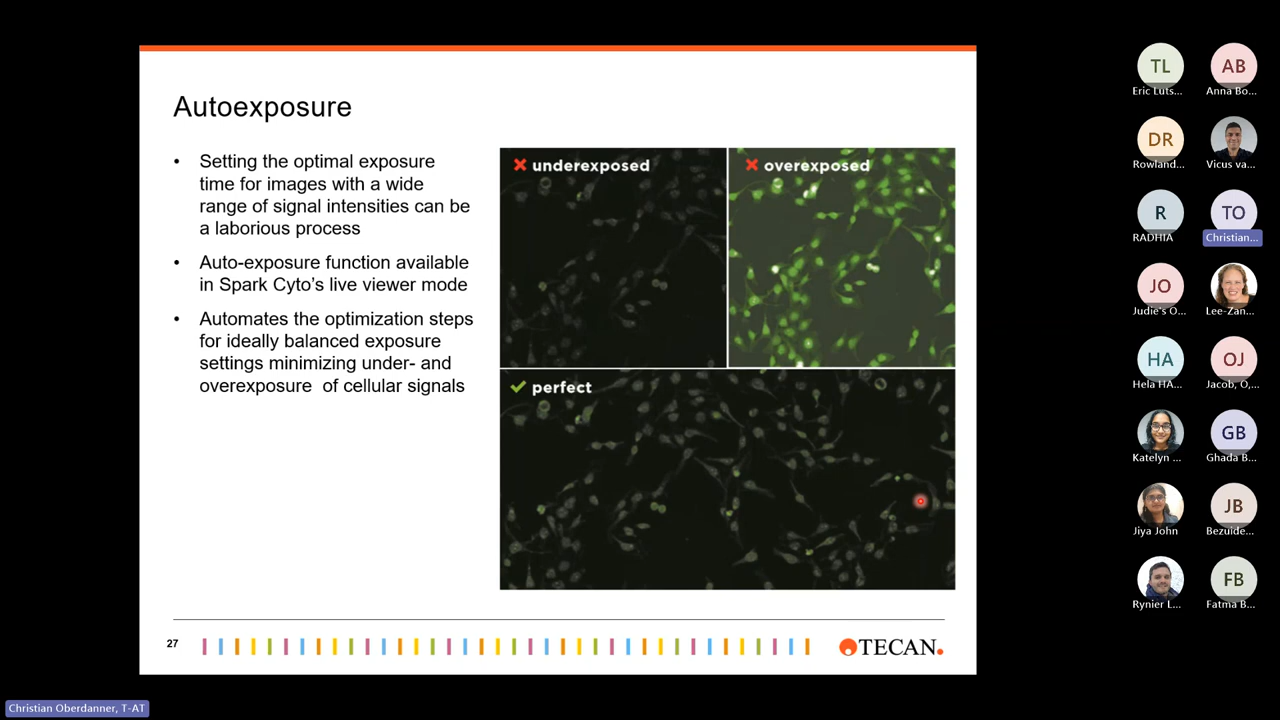 Autoexposure
• Setting the optimal exposure
time for images with a wide
range of signal intensities can be
a laborious process
• Auto-exposure function available
in Spark Cyto's live viewer mode
• Automates the optimization steps
for ideally balanced exposure
settings minimizing under- and
overexposure of cellular signals
underexposed
overexposed
perfect
27
TECAN.
TL
Eric Luts...
AB
Anna Bo...
DR
Rowland...
Vicus va...
R
RADHIA
TO
Christian...
JO
Judie's O...
Lee-Zan...
HA
Hela HA...
OJ
Jacob, O,...
Katelyn ...
GB
Ghada B...
Jiya John
JB
Bezuide...
Rynier L...
FB
Fatma B...
Christian Oberdanner, T-AT